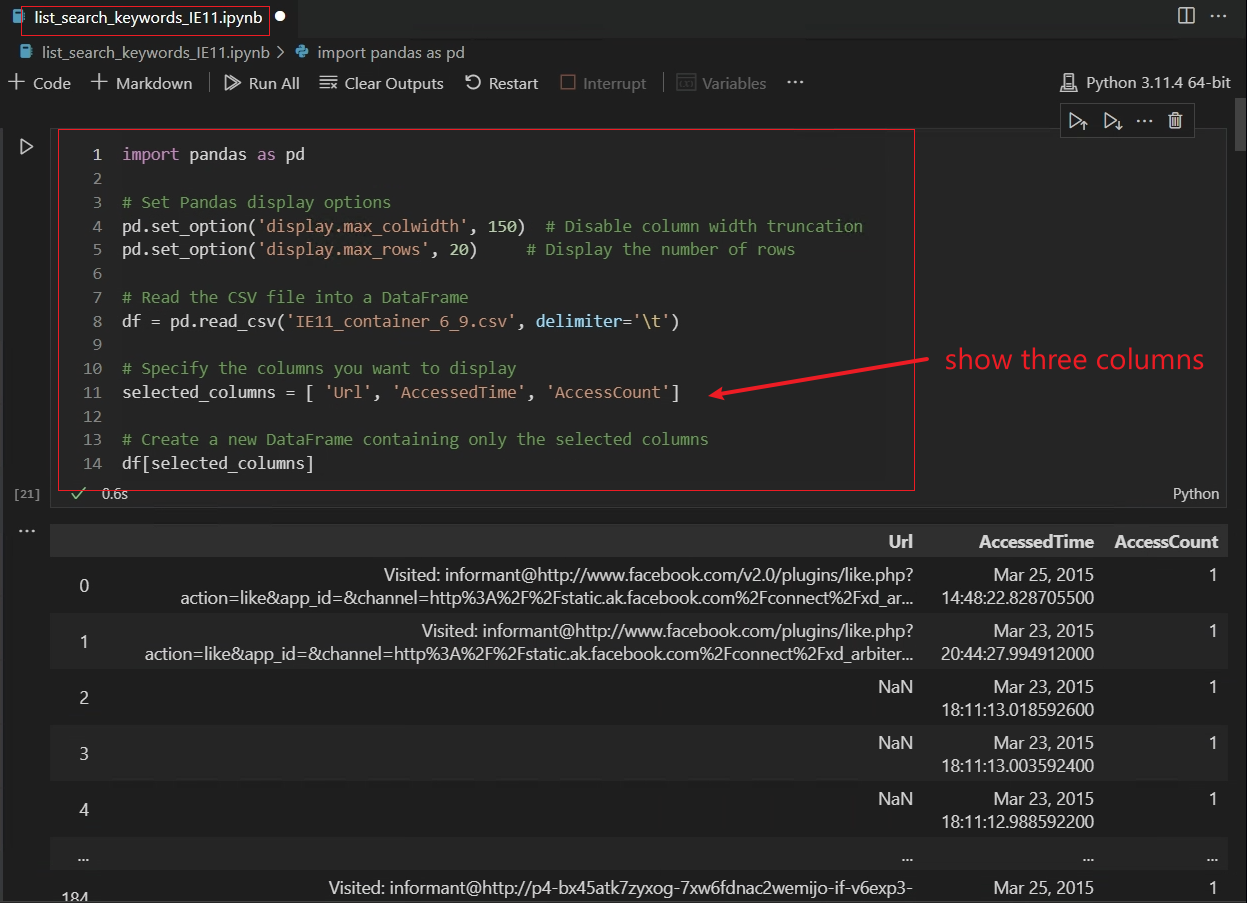 list_search_keywords_IE11.ipynb
list_search_keywords_IE11.ipynb > import pandas as pd
+ Code + Markdown Run All Clear Outputs Restart Interrupt Variables ... Python 3.11.4 64-bit
1 import pandas as pd
2
3 # Set Pandas display options
4 pd.set_option('display.max_colwidth', 150)  # Disable column width truncation
5 pd.set_option('display.max_rows', 20)     # Display the number of rows
6
7 # Read the CSV file into a DataFrame
8 df = pd.read_csv('IE11_container_6_9.csv', delimiter='\t')
9
10 # Specify the columns you want to display
11 selected_columns = [ 'Url', 'AccessedTime', 'AccessCount']
show three columns
12
13 # Create a new DataFrame containing only the selected columns
14 df[selected_columns]
[21] 0.6s Python
...
Url AccessedTime AccessCount
0 Visited: informant@http://www.facebook.com/v2.0/plugins/like.php? Mar 25, 2015 1
action=like&app_id=&channel=http%3A%2F%2Fstatic.ak.facebook.com%2Fconnect%2Fxd_ar... 14:48:22.828705500
1 Visited: informant@http://www.facebook.com/plugins/like.php? Mar 25, 2015 1
action=like&app_id=&channel=http%3A%2F%2Fstatic.ak.facebook.com%2Fconnect%2Fxd_arbiter... 20:44:27.994912000
2 NaN Mar 23, 2015 1
18:11:13.018592600
3 NaN Mar 23, 2015 1
18:11:13.003592400
4 NaN Mar 23, 2015 1
18:11:12.988592200
... ... ... ...
184 Visited: informant@http://p4-bx45atk7zyxog-7xw6fdnac2wemijo-if-v6exp3- Mar 25, 2015 1